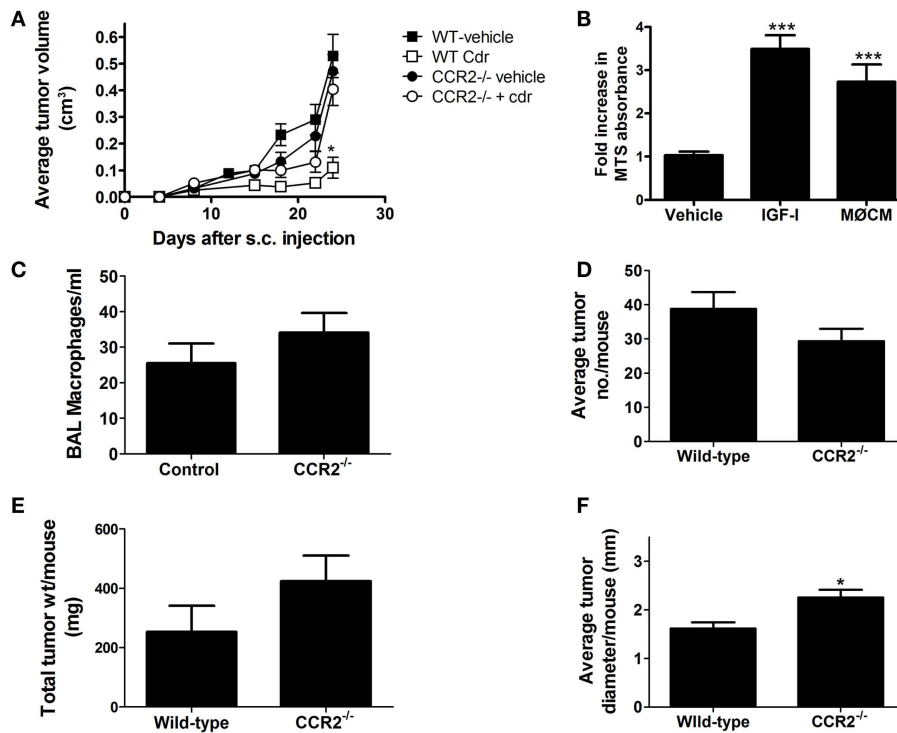 A
Average tumor volume
(cm³)
0.6
0.5
0.4
0.3
0.2
0.1
0.0
0
10
20
30
Days after s.c. injection
*
WT-vehicle
WT Cdr
CCR2-/- vehicle
CCR2-/- + cdr
B
Fold increase in
MTS absorbance
4
3
2
1
0
***
***
Vehicle
IGF-I
MØCM
C
BAL Macrophages/ml
50
40
30
20
10
0
Control
CCR2-/-
D
Average tumor
no./mouse
40
30
20
10
0
Wild-type
CCR2-/-
E
Total tumor wt/mouse
(mg)
600
400
200
0
Wild-type
CCR2-/-
F
Average tumor
diameter/mouse (mm)
3
2
1
0
*
WIld-type
CCR2-/-